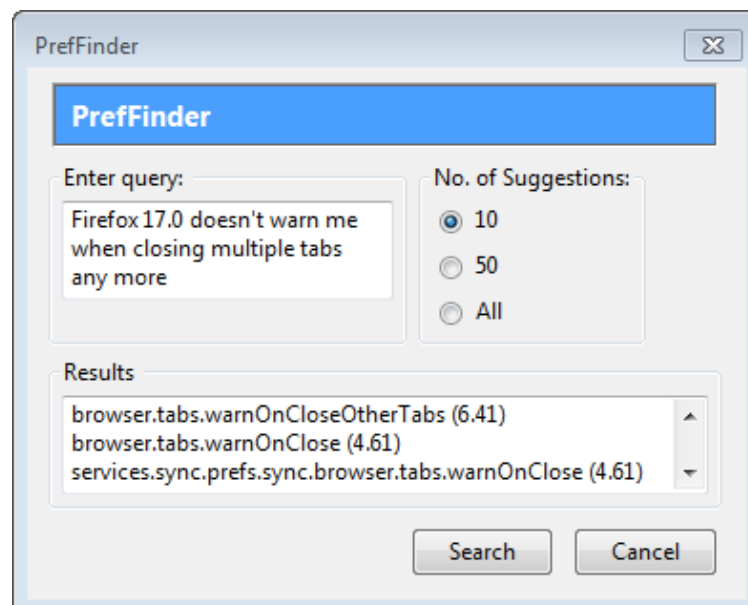 PrefFinder
PrefFinder
Enter query:
Firefox 17.0 doesn't warn me
when closing multiple tabs
any more
No. of Suggestions:
10
50
All
Results
browser.tabs.warnOnCloseOtherTabs (6.41)
browser.tabs.warnOnClose (4.61)
services.sync.prefs.sync.browser.tabs.warnOnClose (4.61)
Search
Cancel